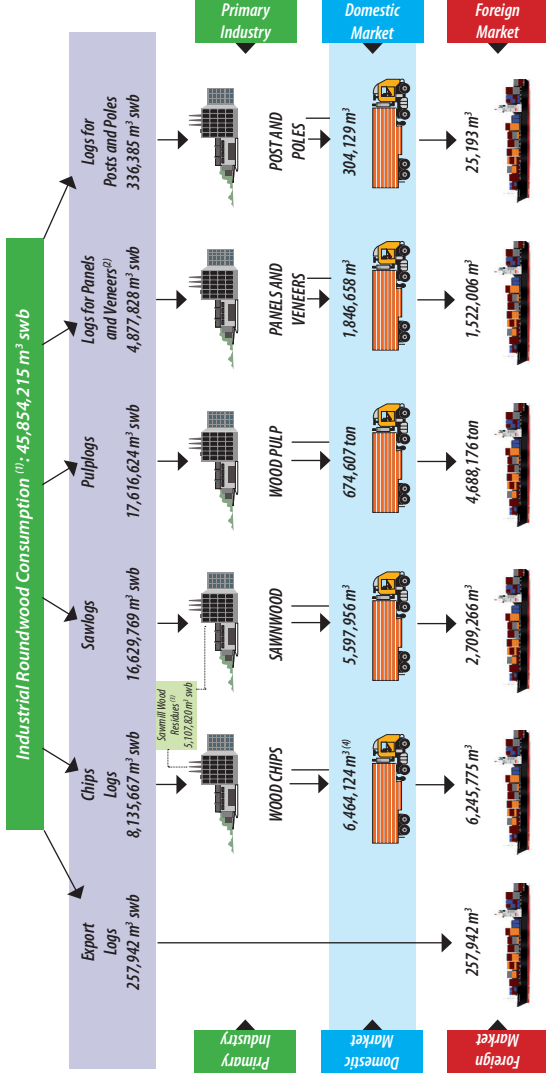 Industrial Roundwood Consumption (1): 45,854,215 m³ swb
Export
Logs
257,942 m³ swb
Chips
Logs
8,135,667 m³ swb
Sawlogs
16,629,769 m³ swb
Pulplogs
17,616,624 m³ swb
Logs for Panels
and Veneers(2)
4,877,828 m³ swb
Logs for
Posts and Poles
336,385 m³ swb
Sawmill Wood
Residues (3)
5,107,820 m³ swb
Primary
Industry
Primary
Industry
WOOD CHIPS
SAWNWOOD
WOOD PULP
PANELS AND
VENEERS
POST AND
POLES
Domestic
Market
6,464,124 m³ (4)
5,597,956 m³
674,607 ton
1,846,658 m³
304,129 m³
Domestic
Market
Foreign
Market
257,942 m³
6,245,775 m³
2,709,266 m³
4,688,176 ton
1,522,006 m³
25,193 m³
Foreign
Market